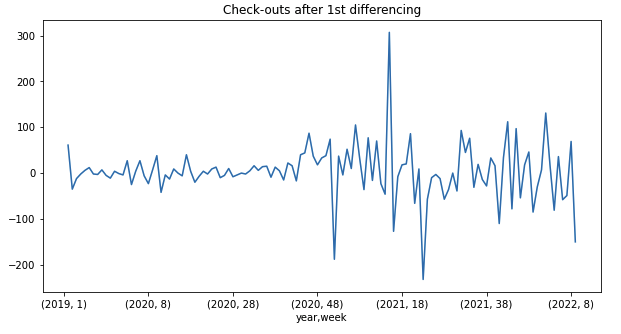 Check-outs after 1st differencing
300
200
100
0
−100
−200
(2019, 1) (2020, 8) (2020, 28) (2020, 48) (2021, 18) (2021, 38) (2022, 8)
year,week